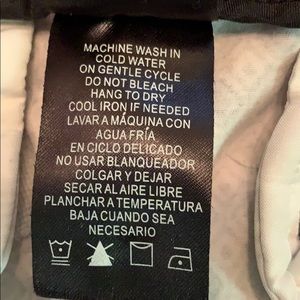 MACHINE WASH IN
COLD WATER
ON GENTLE CYCLE
DO NOT BLEACH
HANG TO DRY
COOL IRON IF NEEDED
LAVAR A MÁQUINA CON
AGUA FRÍA
EN CICLO DELICADO
NO USAR BLANQUEADOR
COLGAR Y DEJAR
SECAR AL AIRE LIBRE
PLANCHAR A TEMPERATURA
BAJA CUANDO SEA
NECESARIO